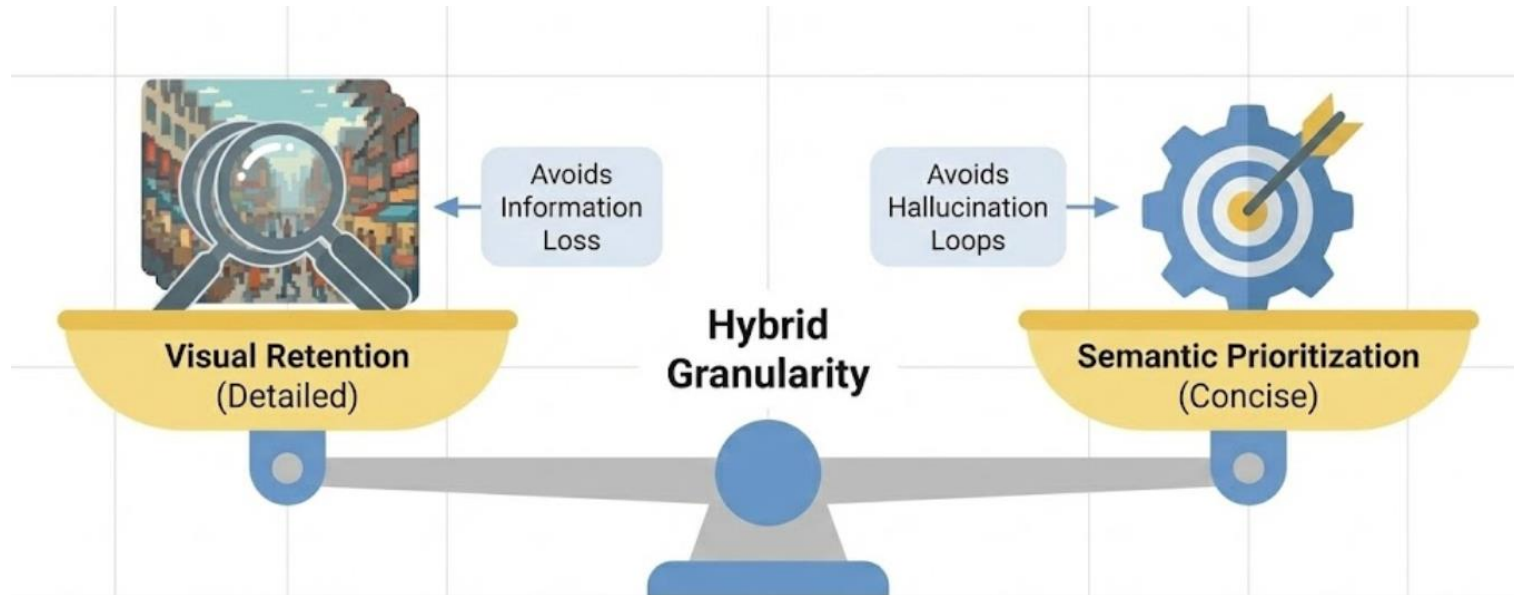 Avoids
Information
Loss
Avoids
Hallucination
Loops
Hybrid
Granularity
Visual Retention
(Detailed)
Semantic Prioritization
(Concise)